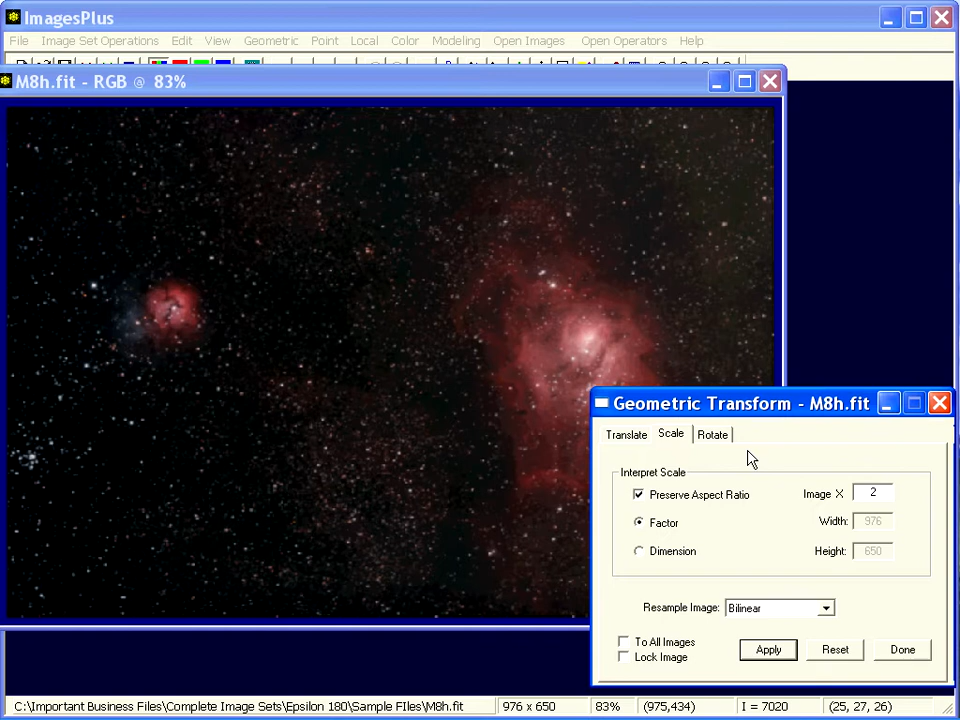 ImagesPlus
File Image Set Operations Edit View Geometric Point Local Color Modeling Open Images Open Operators Help
M8h.fit - RGB @ 83%
Geometric Transform - M8h.fit
Translate Scale Rotate
Interpret Scale
Preserve Aspect Ratio Image X 2
Factor Width: 976
Dimension Height: 650
Resample Image: Bilinear
To All Images
Lock Image
Apply Reset Done
C:\Important Business Files\Complete Image Sets\Epsilon 180\Sample FIles\M8h.fit 976 x 650 83% (975,434) I = 7020 (25, 27, 26)